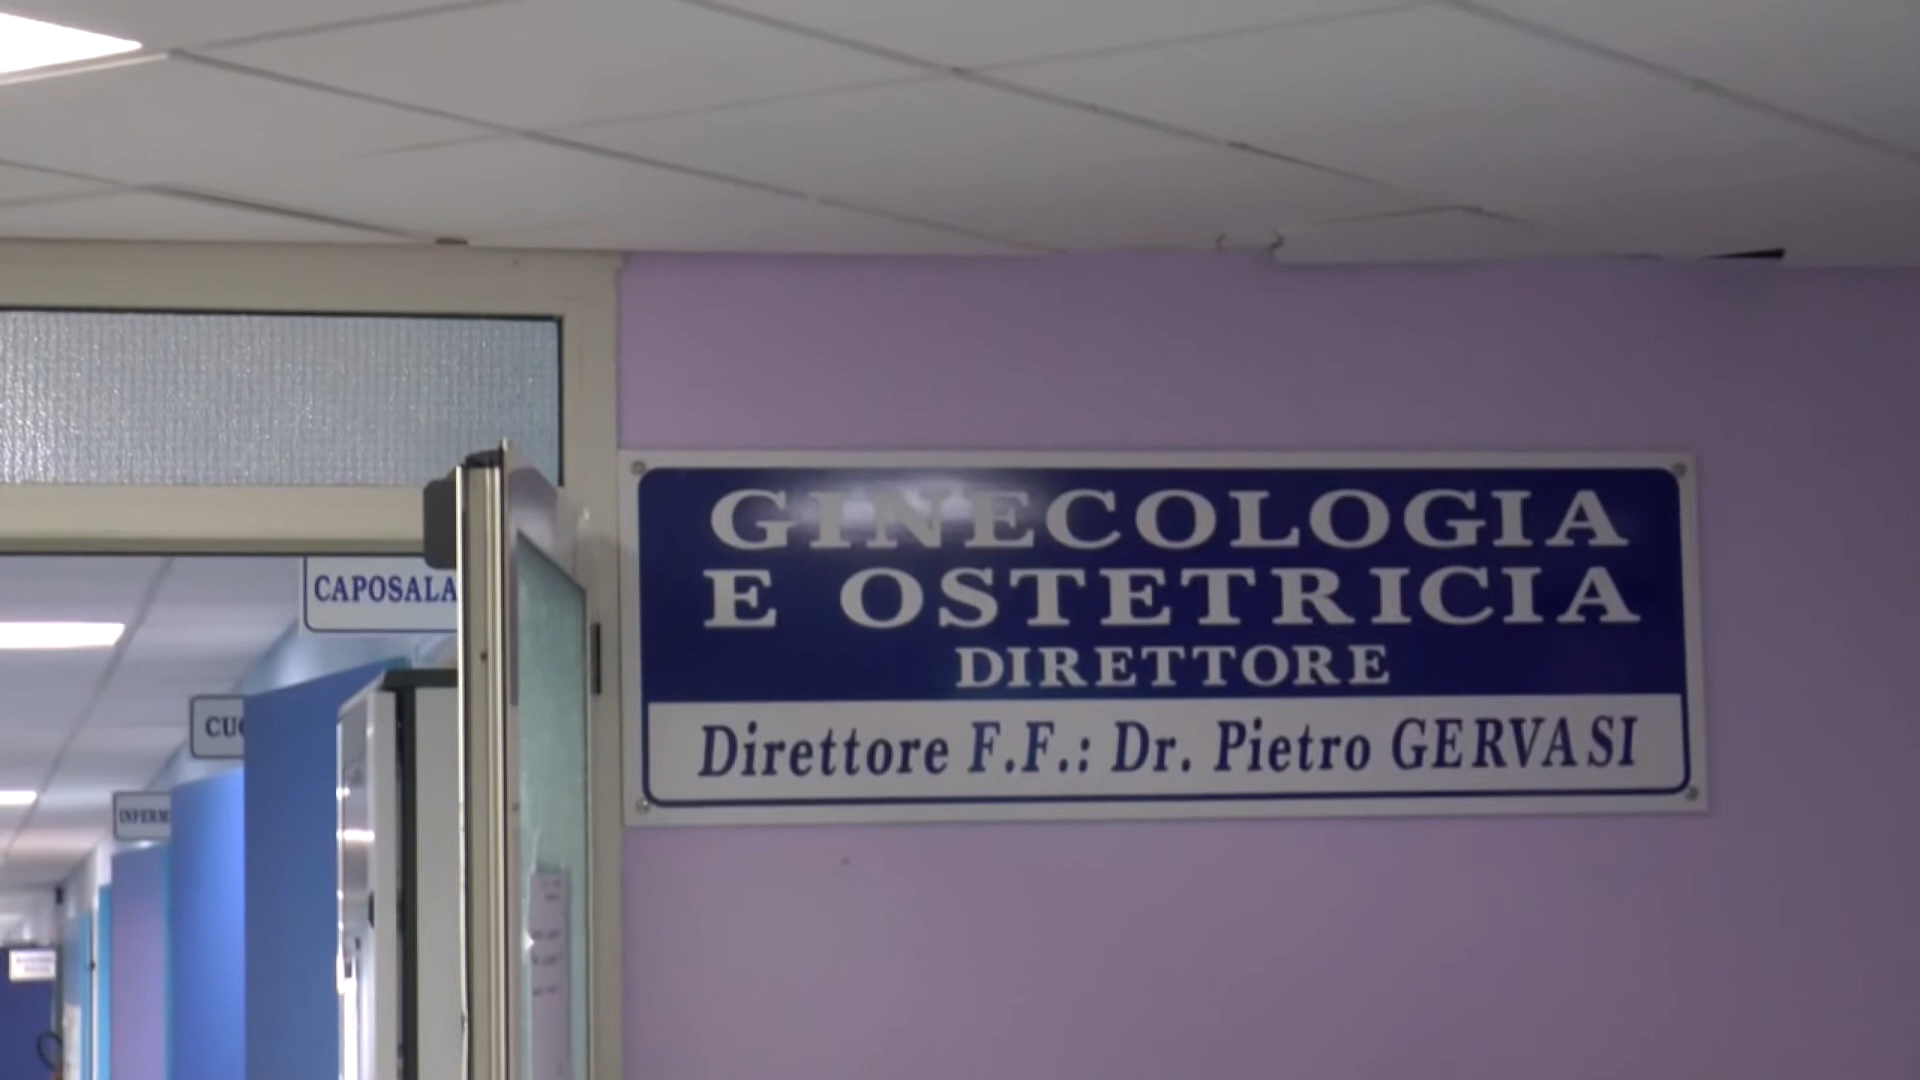 GINECOLOGIA
E OSTETRICIA
DIRETTORE
Direttore F.F.: Dr. Pietro GERVASI
CAPOSALA